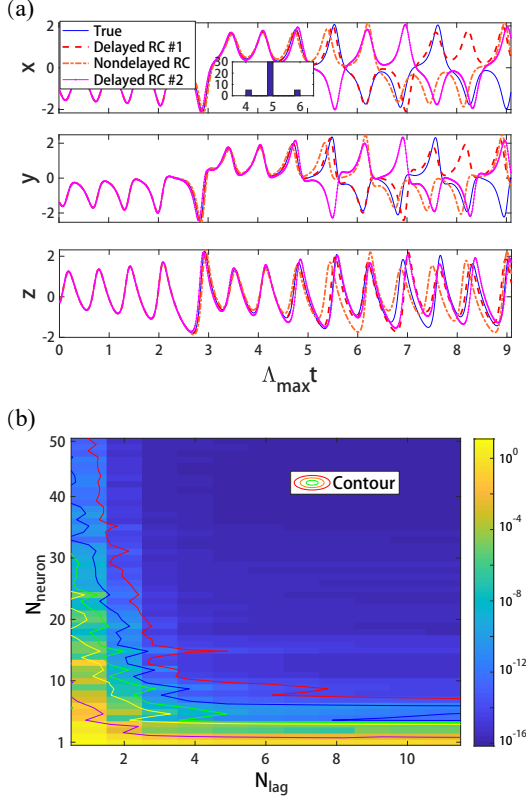 (a)
True
Delayed RC #1
Nondelayed RC
Delayed RC #2
x
2
0
-2
30
20
10
0
4 5 6
y
2
0
-2
z
2
0
-2
0 1 2 3 4 5 6 7 8 9
Λmax t
(b)
Contour
Nneuron
50
40
30
20
10
1
2 4 6 8 10
Nlag
10^0
10^-4
10^-8
10^-12
10^-16